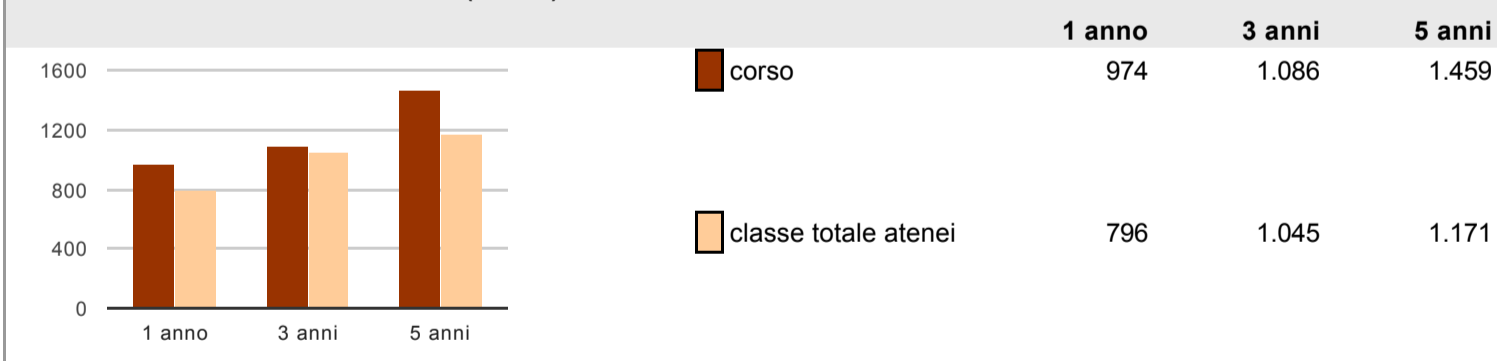 1 anno 3 anni 5 anni
1600
1200
800
400
0
1 anno 3 anni 5 anni
corso 974 1.086 1.459
classe totale atenei 796 1.045 1.171